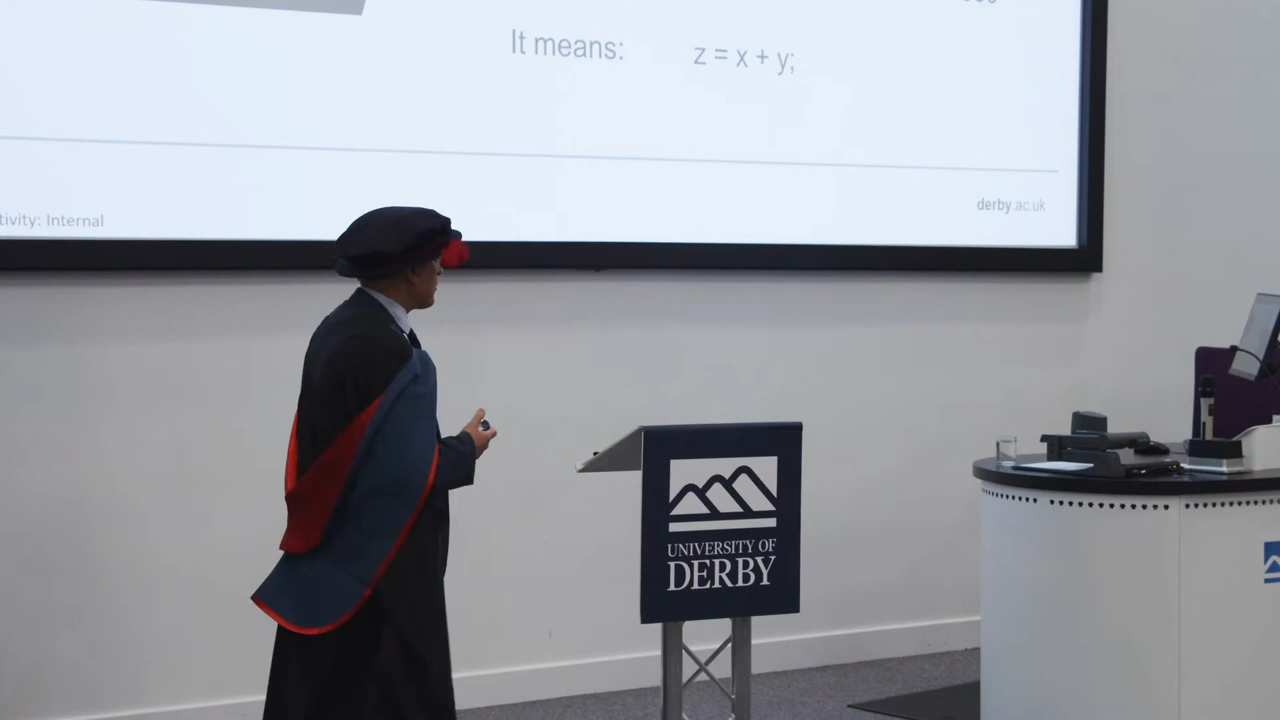 It means: z = x + y;
tivity: Internal
derby.ac.uk
UNIVERSITY OF
DERBY